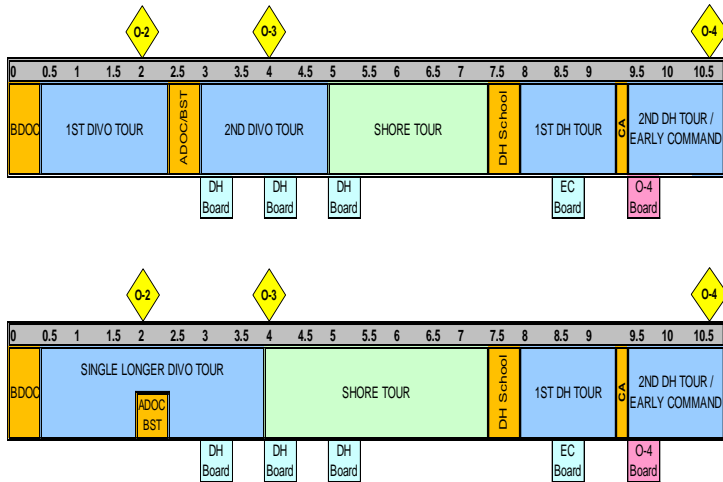 O-2 O-3 O-4
0 0.5 1 1.5 2 2.5 3 3.5 4 4.5 5 5.5 6 6.5 7 7.5 8 8.5 9 9.5 10 10.5
BDOC
1ST DIVO TOUR
ADOC/BST
2ND DIVO TOUR
SHORE TOUR
DH School
1ST DH TOUR
CA
2ND DH TOUR /
EARLY COMMAND
DH
Board
DH
Board
DH
Board
EC
Board
O-4
Board
O-2 O-3 O-4
0 0.5 1 1.5 2 2.5 3 3.5 4 4.5 5 5.5 6 6.5 7 7.5 8 8.5 9 9.5 10 10.5
BDOC
SINGLE LONGER DIVO TOUR
ADOC
BST
SHORE TOUR
DH School
1ST DH TOUR
CA
2ND DH TOUR /
EARLY COMMAND
DH
Board
DH
Board
DH
Board
EC
Board
O-4
Board